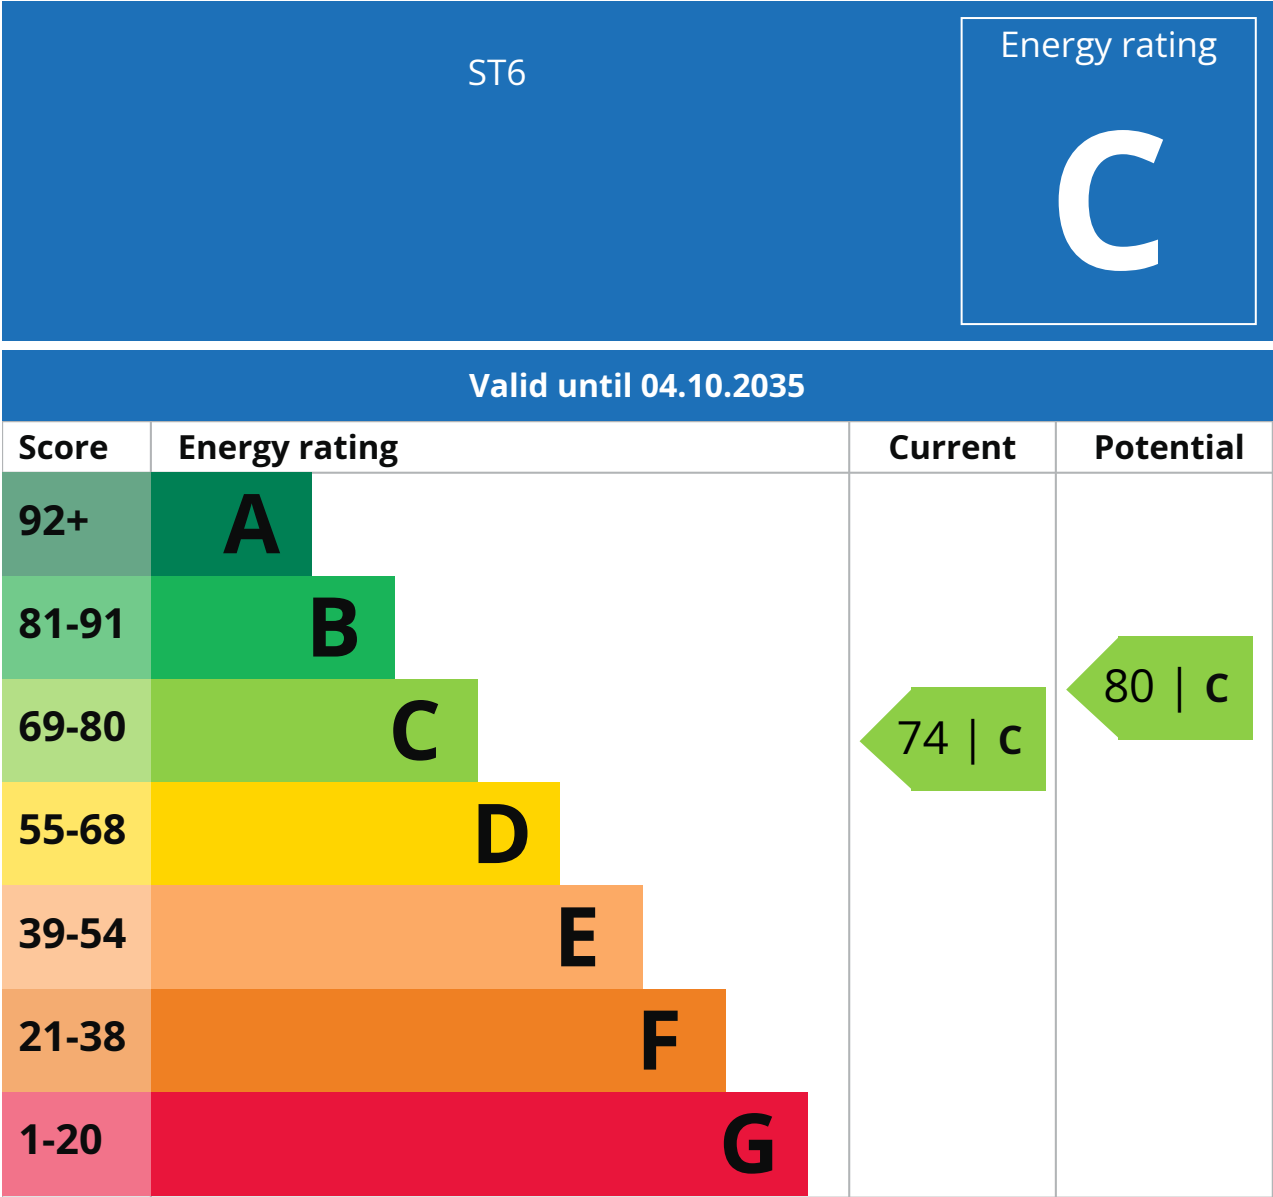 ST6
Energy rating
C
Valid until 04.10.2035
Score Energy rating Current Potential
92+ A
81-91 B
69-80 C
74 | C
80 | C
55-68 D
39-54 E
21-38 F
1-20 G